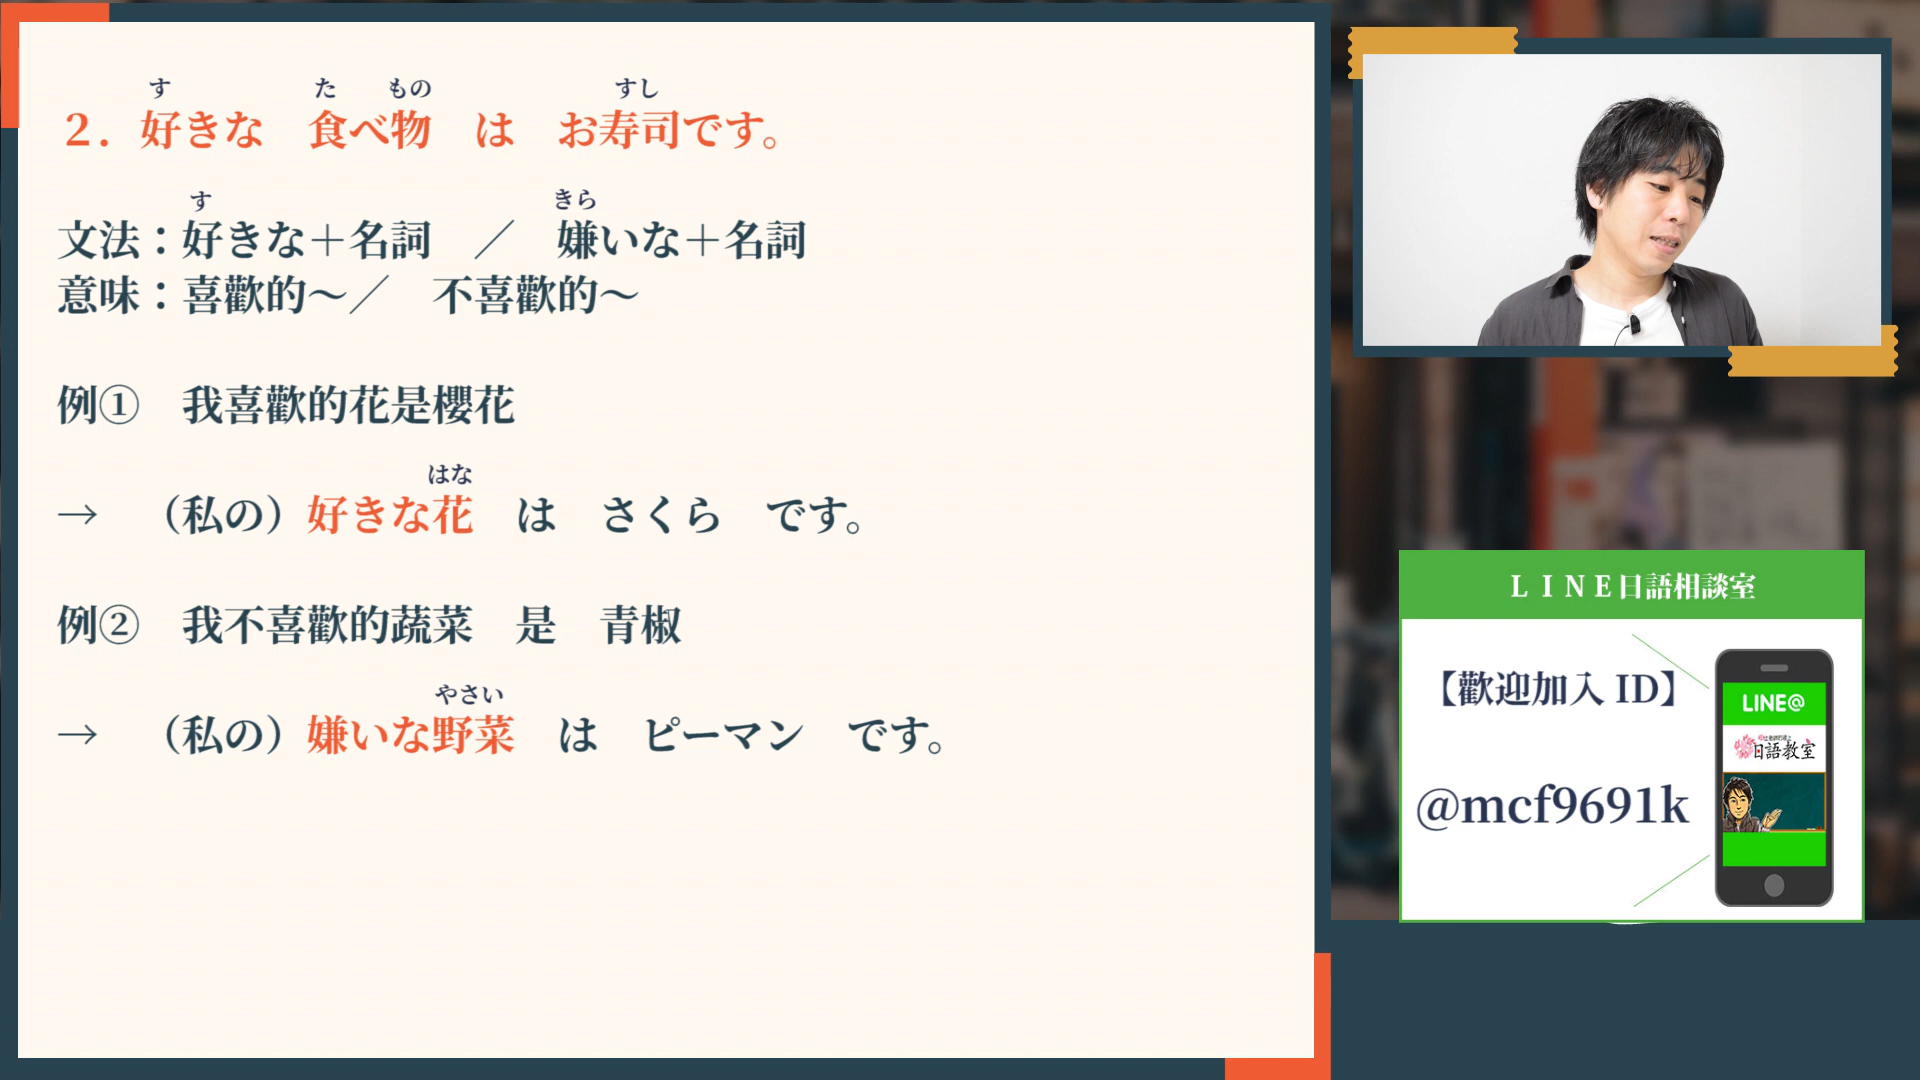 す た もの すし
２．好きな 食べ物 は お寿司です。
す きら
文法：好きな＋名詞 ／ 嫌いな＋名詞
意味：喜歡的～／ 不喜歡的～
例① 我喜歡的花是櫻花
はな
→ （私の）好きな花 は さくら です。
例② 我不喜歡的蔬菜 是 青椒
やさい
→ （私の）嫌いな野菜 は ピーマン です。
ＬＩＮＥ日語相談室
【歡迎加入 ID】
@mcf9691k
LINE@
日語教室